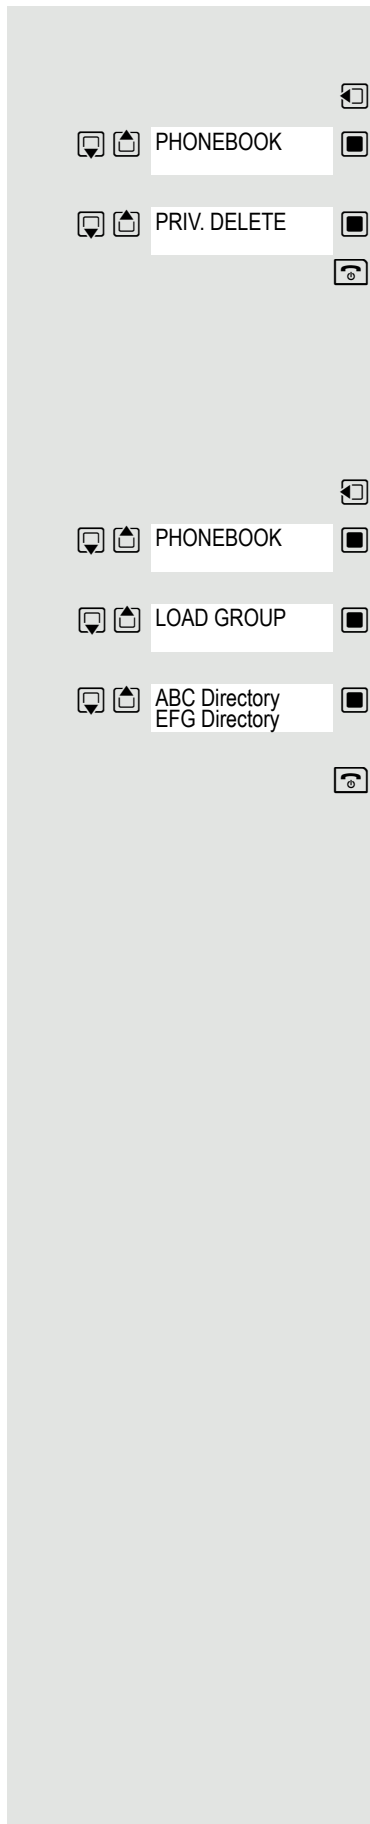 PHONEBOOK
PRIV. DELETE
PHONEBOOK
LOAD GROUP
ABC Directory
EFG Directory